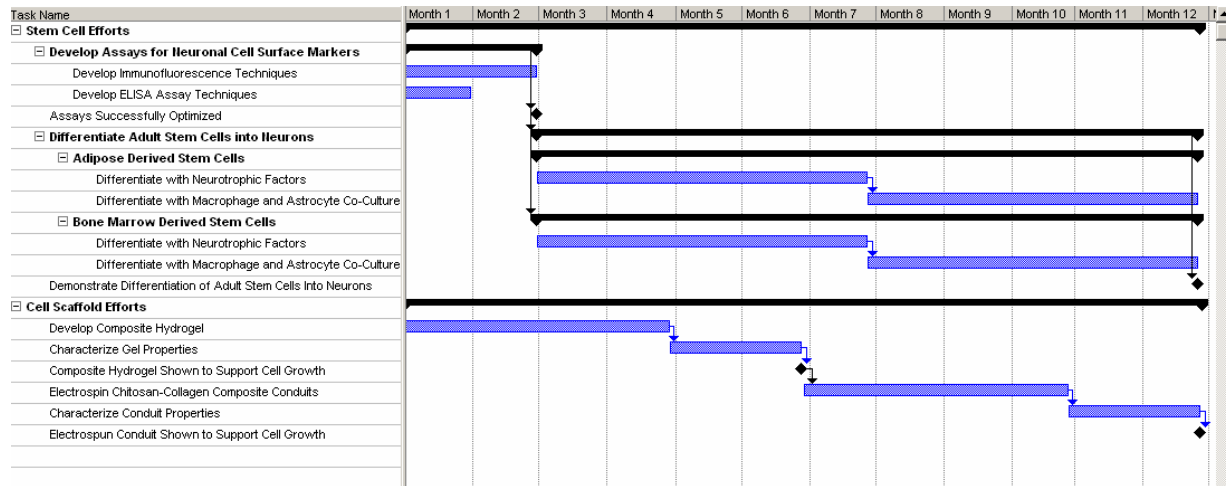 Task Name Month 1 Month 2 Month 3 Month 4 Month 5 Month 6 Month 7 Month 8 Month 9 Month 10 Month 11 Month 12
Stem Cell Efforts
Develop Assays for Neuronal Cell Surface Markers
Develop Immunofluorescence Techniques
Develop ELISA Assay Techniques
Assays Successfully Optimized
Differentiate Adult Stem Cells into Neurons
Adipose Derived Stem Cells
Differentiate with Neurotrophic Factors
Differentiate with Macrophage and Astrocyte Co-Culture
Bone Marrow Derived Stem Cells
Differentiate with Neurotrophic Factors
Differentiate with Macrophage and Astrocyte Co-Culture
Demonstrate Differentiation of Adult Stem Cells Into Neurons
Cell Scaffold Efforts
Develop Composite Hydrogel
Characterize Gel Properties
Composite Hydrogel Shown to Support Cell Growth
Electrospin Chitosan-Collagen Composite Conduits
Characterize Conduit Properties
Electrospun Conduit Shown to Support Cell Growth